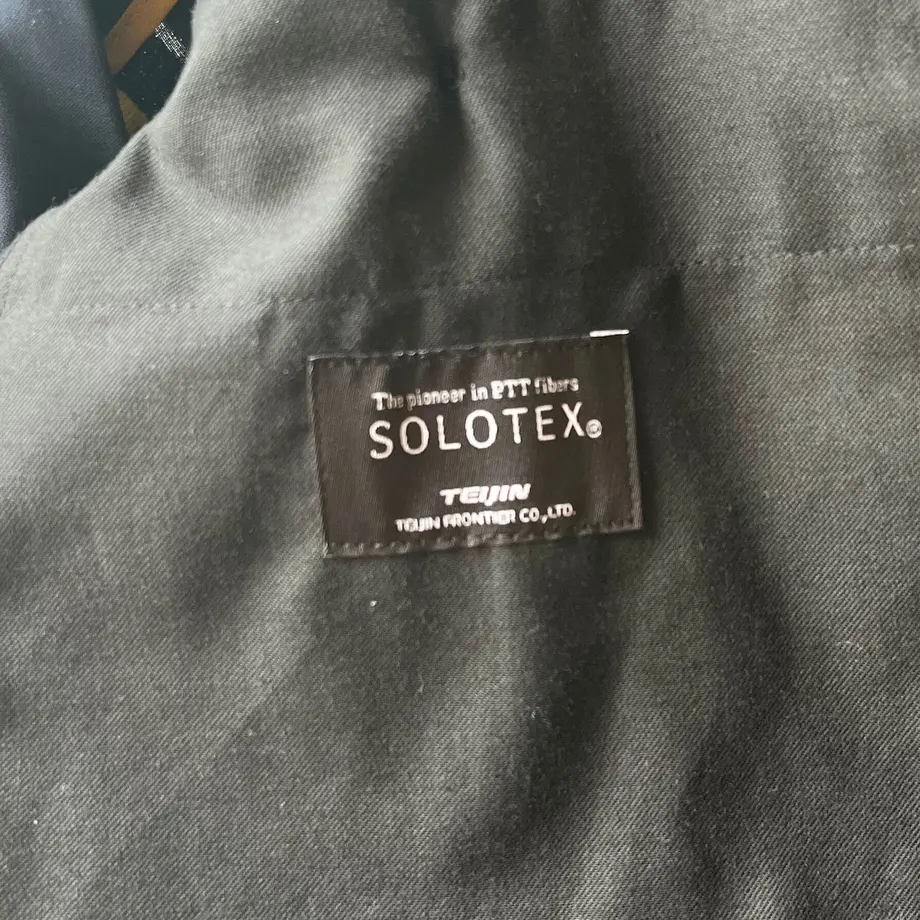 The pioneer in PTT fibers
SOLOTEX®
TEIJIN
TEIJIN FRONTIER CO.,LTD.